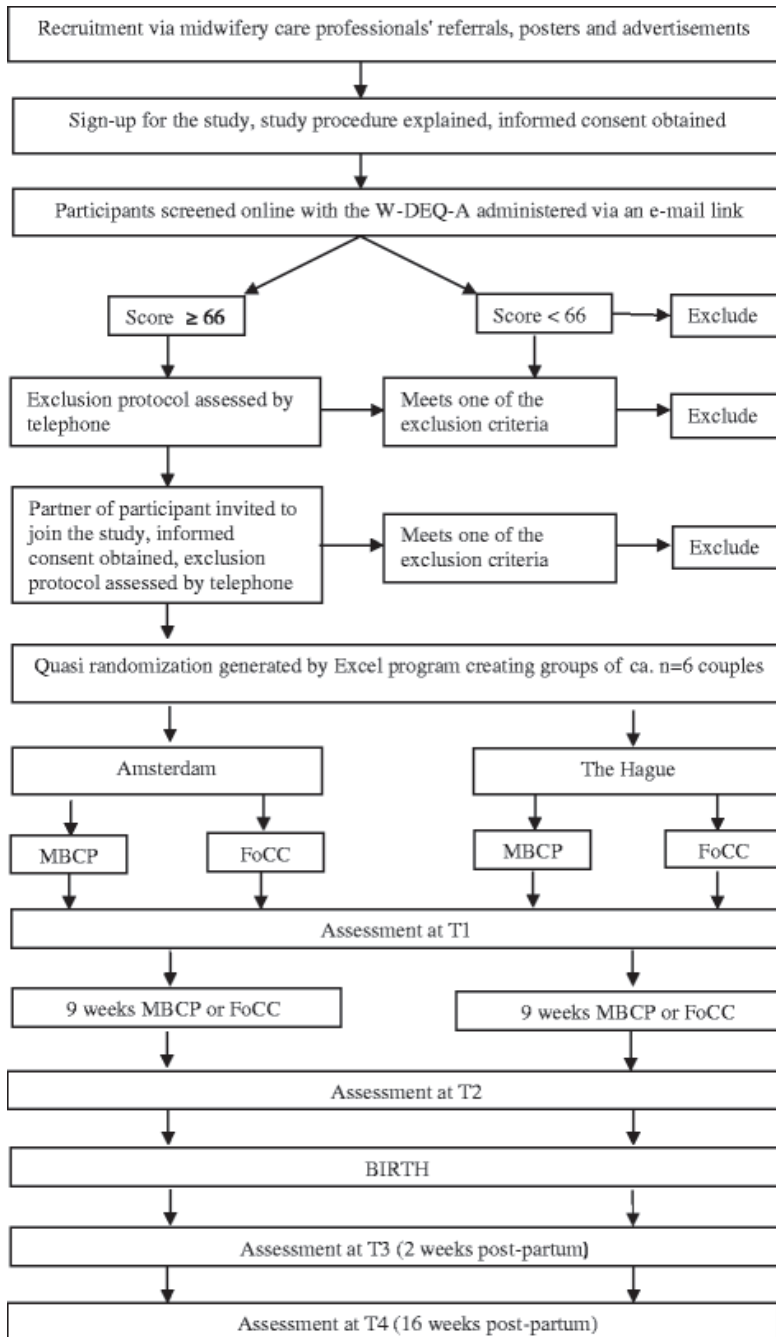 Recruitment via midwifery care professionals' referrals, posters and advertisements
Sign-up for the study, study procedure explained, informed consent obtained
Participants screened online with the W-DEQ-A administered via an e-mail link
Score ≥ 66
Score < 66
Exclude
Exclusion protocol assessed by
telephone
Meets one of the
exclusion criteria
Exclude
Partner of participant invited to
join the study, informed
consent obtained, exclusion
protocol assessed by telephone
Meets one of the
exclusion criteria
Exclude
Quasi randomization generated by Excel program creating groups of ca. n=6 couples
Amsterdam
The Hague
MBCP
FoCC
MBCP
FoCC
Assessment at T1
9 weeks MBCP or FoCC
9 weeks MBCP or FoCC
Assessment at T2
BIRTH
Assessment at T3 (2 weeks post-partum)
Assessment at T4 (16 weeks post-partum)